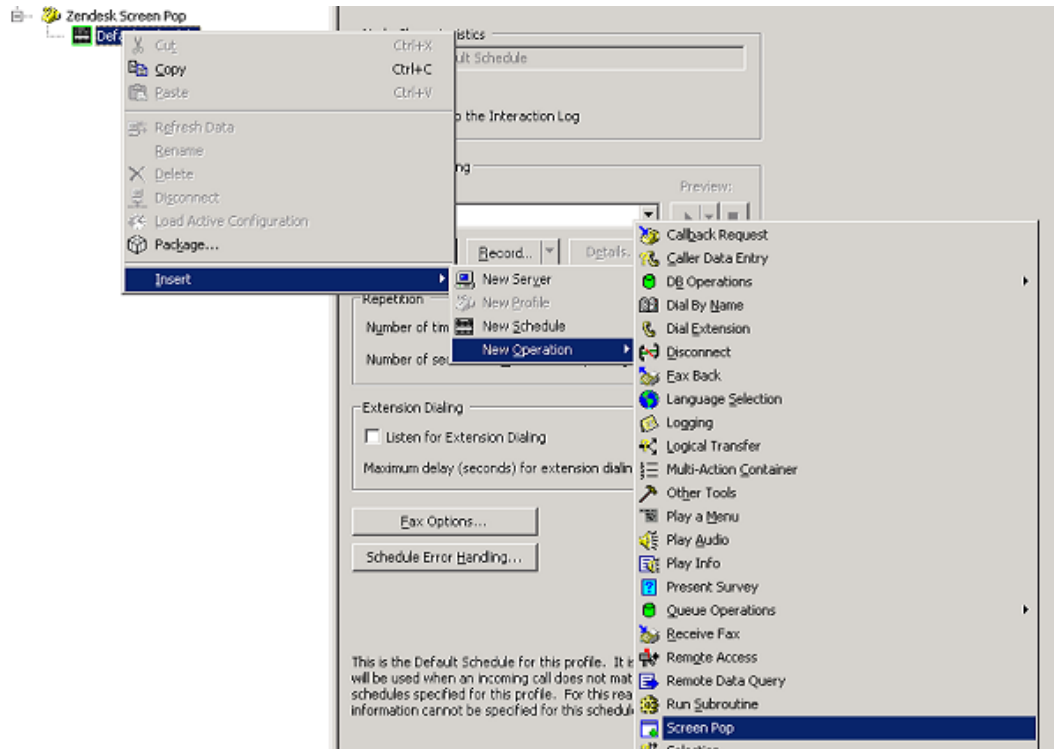 Zendesk Screen Pop
Def
Cut Ctrl+X
Copy Ctrl+C
Paste Ctrl+V
Refresh Data
Rename
Delete
Disconnect
Load Active Configuration
Package...
Insert
ult Schedule
o the Interaction Log
ng
Preview:
Record...
Details.
New Server
New Profile
New Schedule
New Operation
Repetition
Number of tim
Number of se
Extension Dialing
Listen for Extension Dialing
Maximum delay (seconds) for extension dialin
Fax Options...
Schedule Error Handling...
This is the Default Schedule for this profile. It is
will be used when an incoming call does not mat
schedules specified for this profile. For this rea
information cannot be specified for this schedul
Callback Request
Caller Data Entry
DB Operations
Dial By Name
Dial Extension
Disconnect
Fax Back
Language Selection
Logging
Logical Transfer
Multi-Action Container
Other Tools
Play a Menu
Play Audio
Play Info
Present Survey
Queue Operations
Receive Fax
Remote Access
Remote Data Query
Run Subroutine
Screen Pop